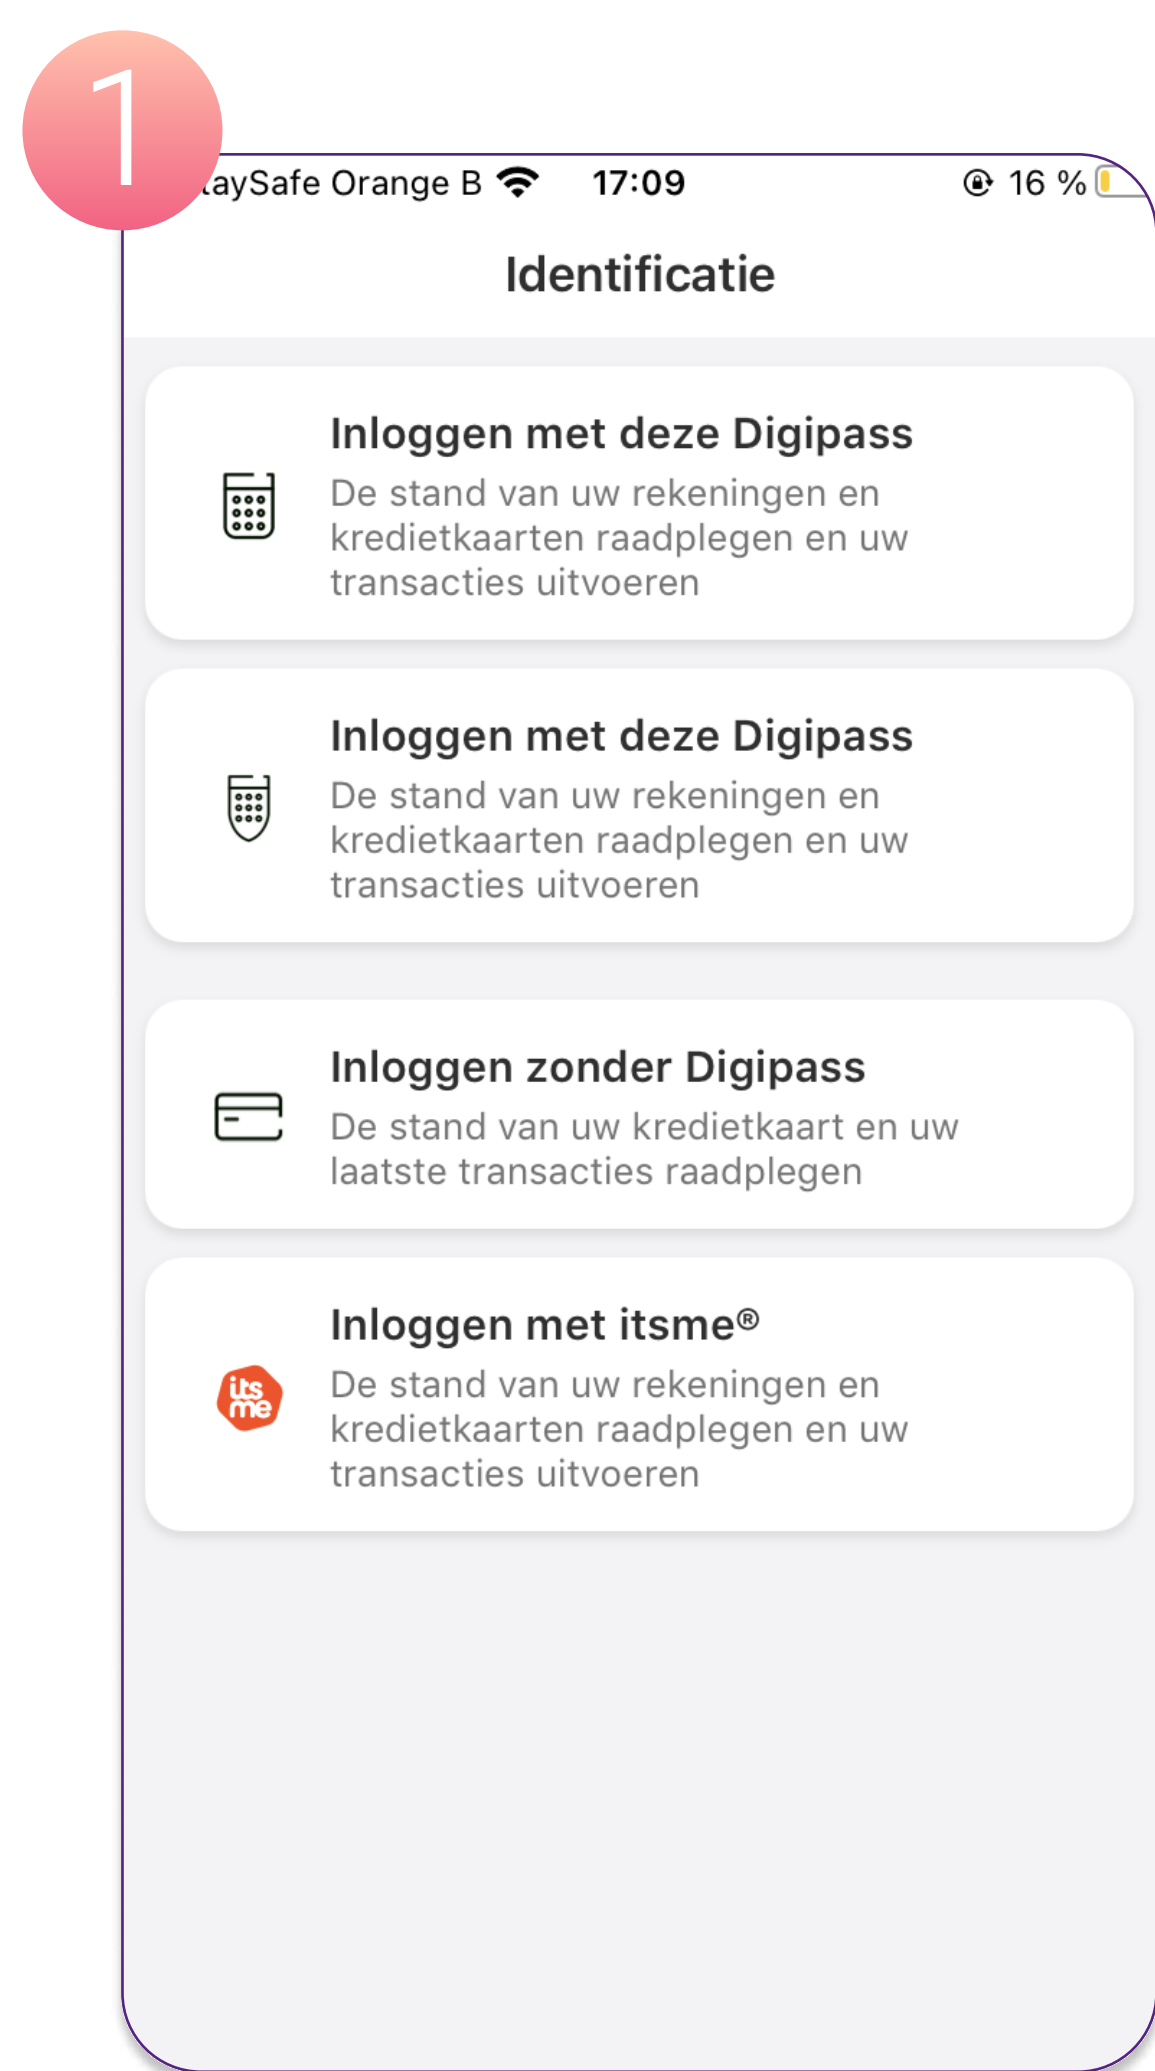 1
taySafe Orange B 17:09 16 %
Identificatie
Inloggen met deze Digipass
De stand van uw rekeningen en
kredietkaarten raadplegen en uw
transacties uitvoeren
Inloggen met deze Digipass
De stand van uw rekeningen en
kredietkaarten raadplegen en uw
transacties uitvoeren
Inloggen zonder Digipass
De stand van uw kredietkaart en uw
laatste transacties raadplegen
Inloggen met itsme®
its
me
De stand van uw rekeningen en
kredietkaarten raadplegen en uw
transacties uitvoeren